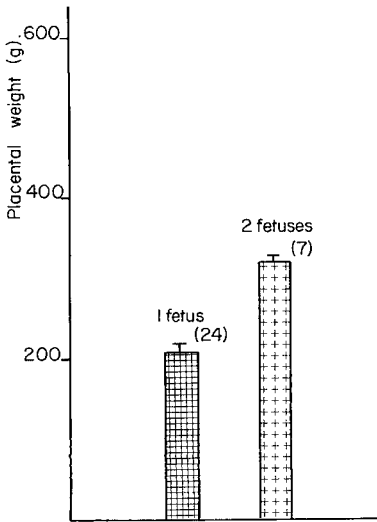 Placental weight (g).
600
400
200
1 fetus
(24)
2 fetuses
(7)